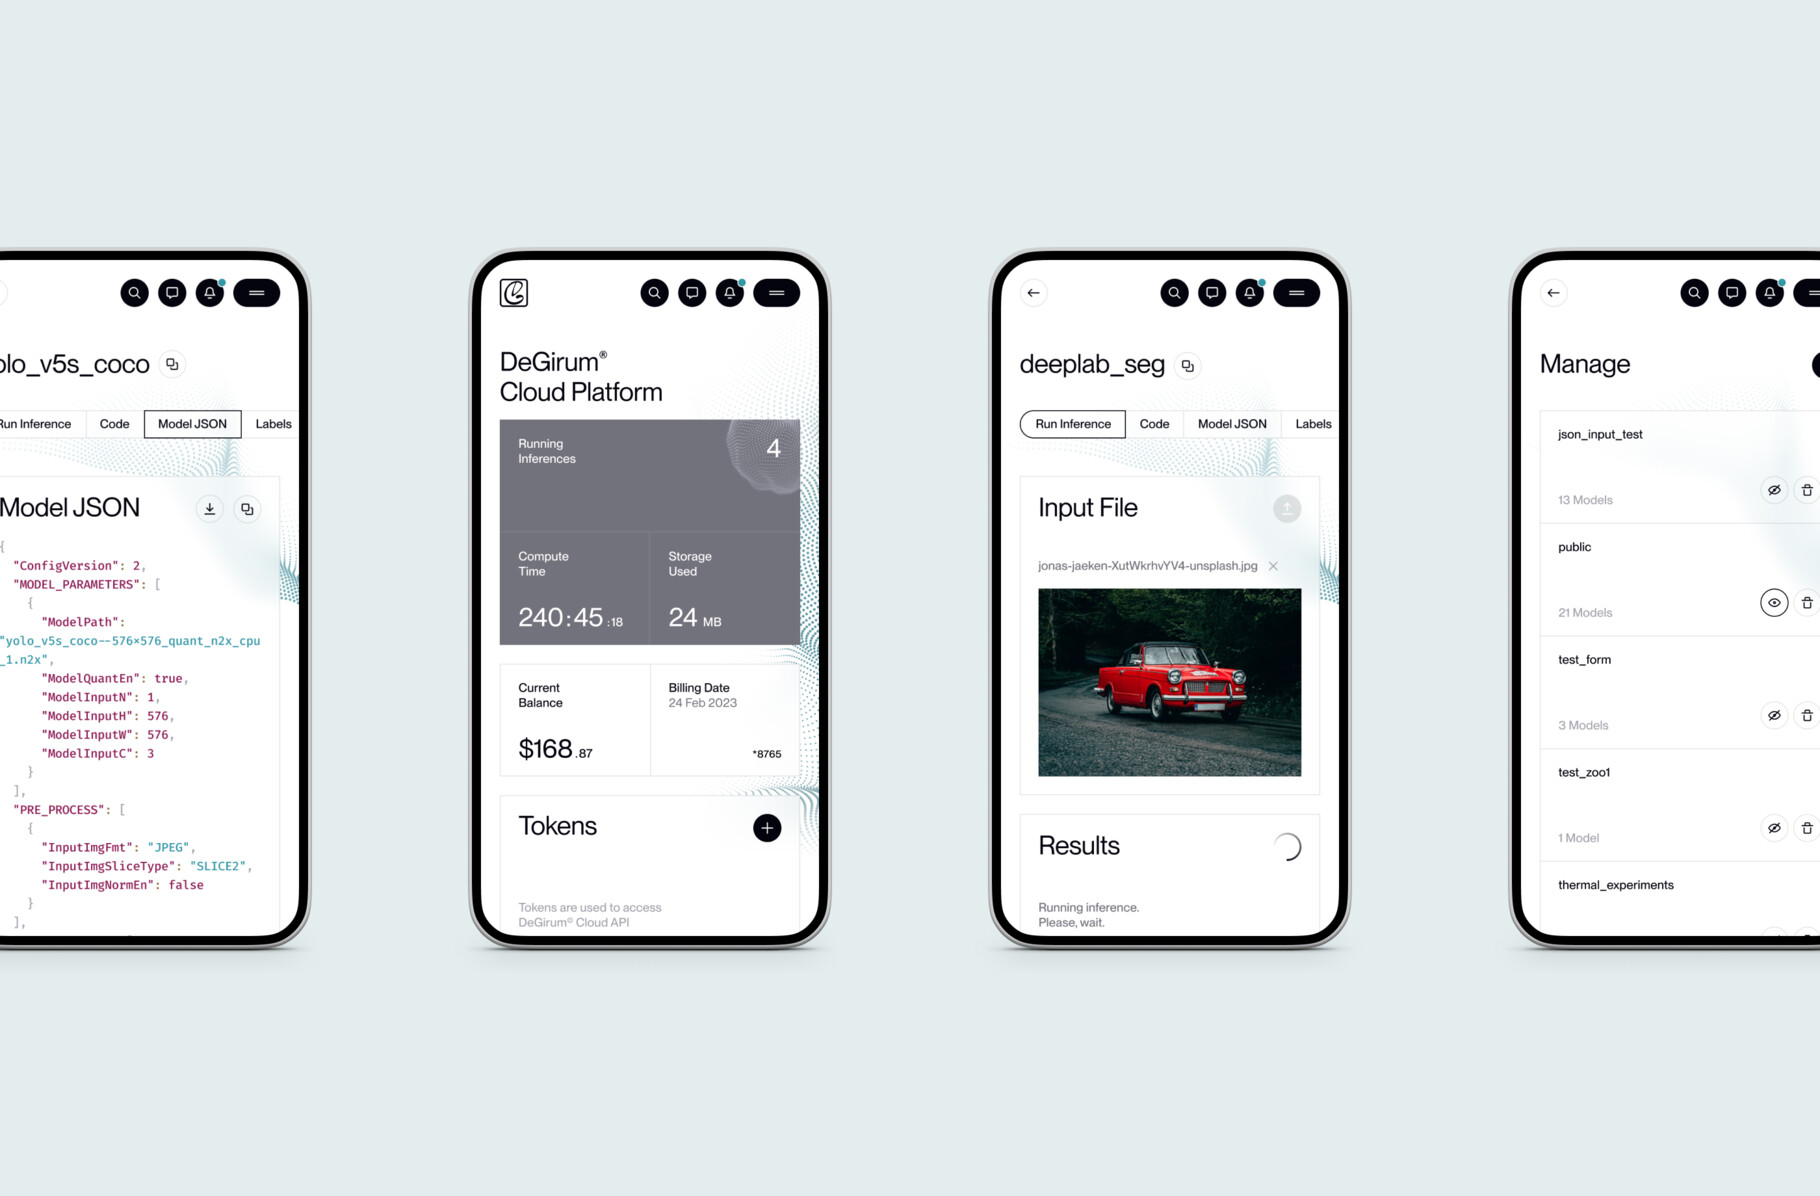 olo_v5s_coco
Run Inference
Code
Model JSON
Labels
Model JSON
{
"ConfigVersion": 2,
"MODEL_PARAMETERS": [
{
"ModelPath":
"yolo_v5s_coco--576×576_quant_n2x_cpu
_1.n2x",
"ModelQuantEn": true,
"ModelInputN": 1,
"ModelInputH": 576,
"ModelInputW": 576,
"ModelInputC": 3
}
],
"PRE_PROCESS": [
{
"InputImgFmt": "JPEG",
"InputImgSliceType": "SLICE2",
"InputImgNormEn": false
}
],
DeGirum®
Cloud Platform
Running
Inferences
4
Compute
Time
240:45:18
Storage
Used
24 MB
Current
Balance
$168.87
Billing Date
24 Feb 2023
*8765
Tokens
Tokens are used to access
DeGirum® Cloud API
deeplab_seg
Run Inference
Code
Model JSON
Labels
Input File
jonas-jaeken-XutWkrhvYV4-unsplash.jpg
Results
Running inference.
Please, wait.
Manage
json_input_test
13 Models
public
21 Models
test_form
3 Models
test_zoo1
1 Model
thermal_experiments